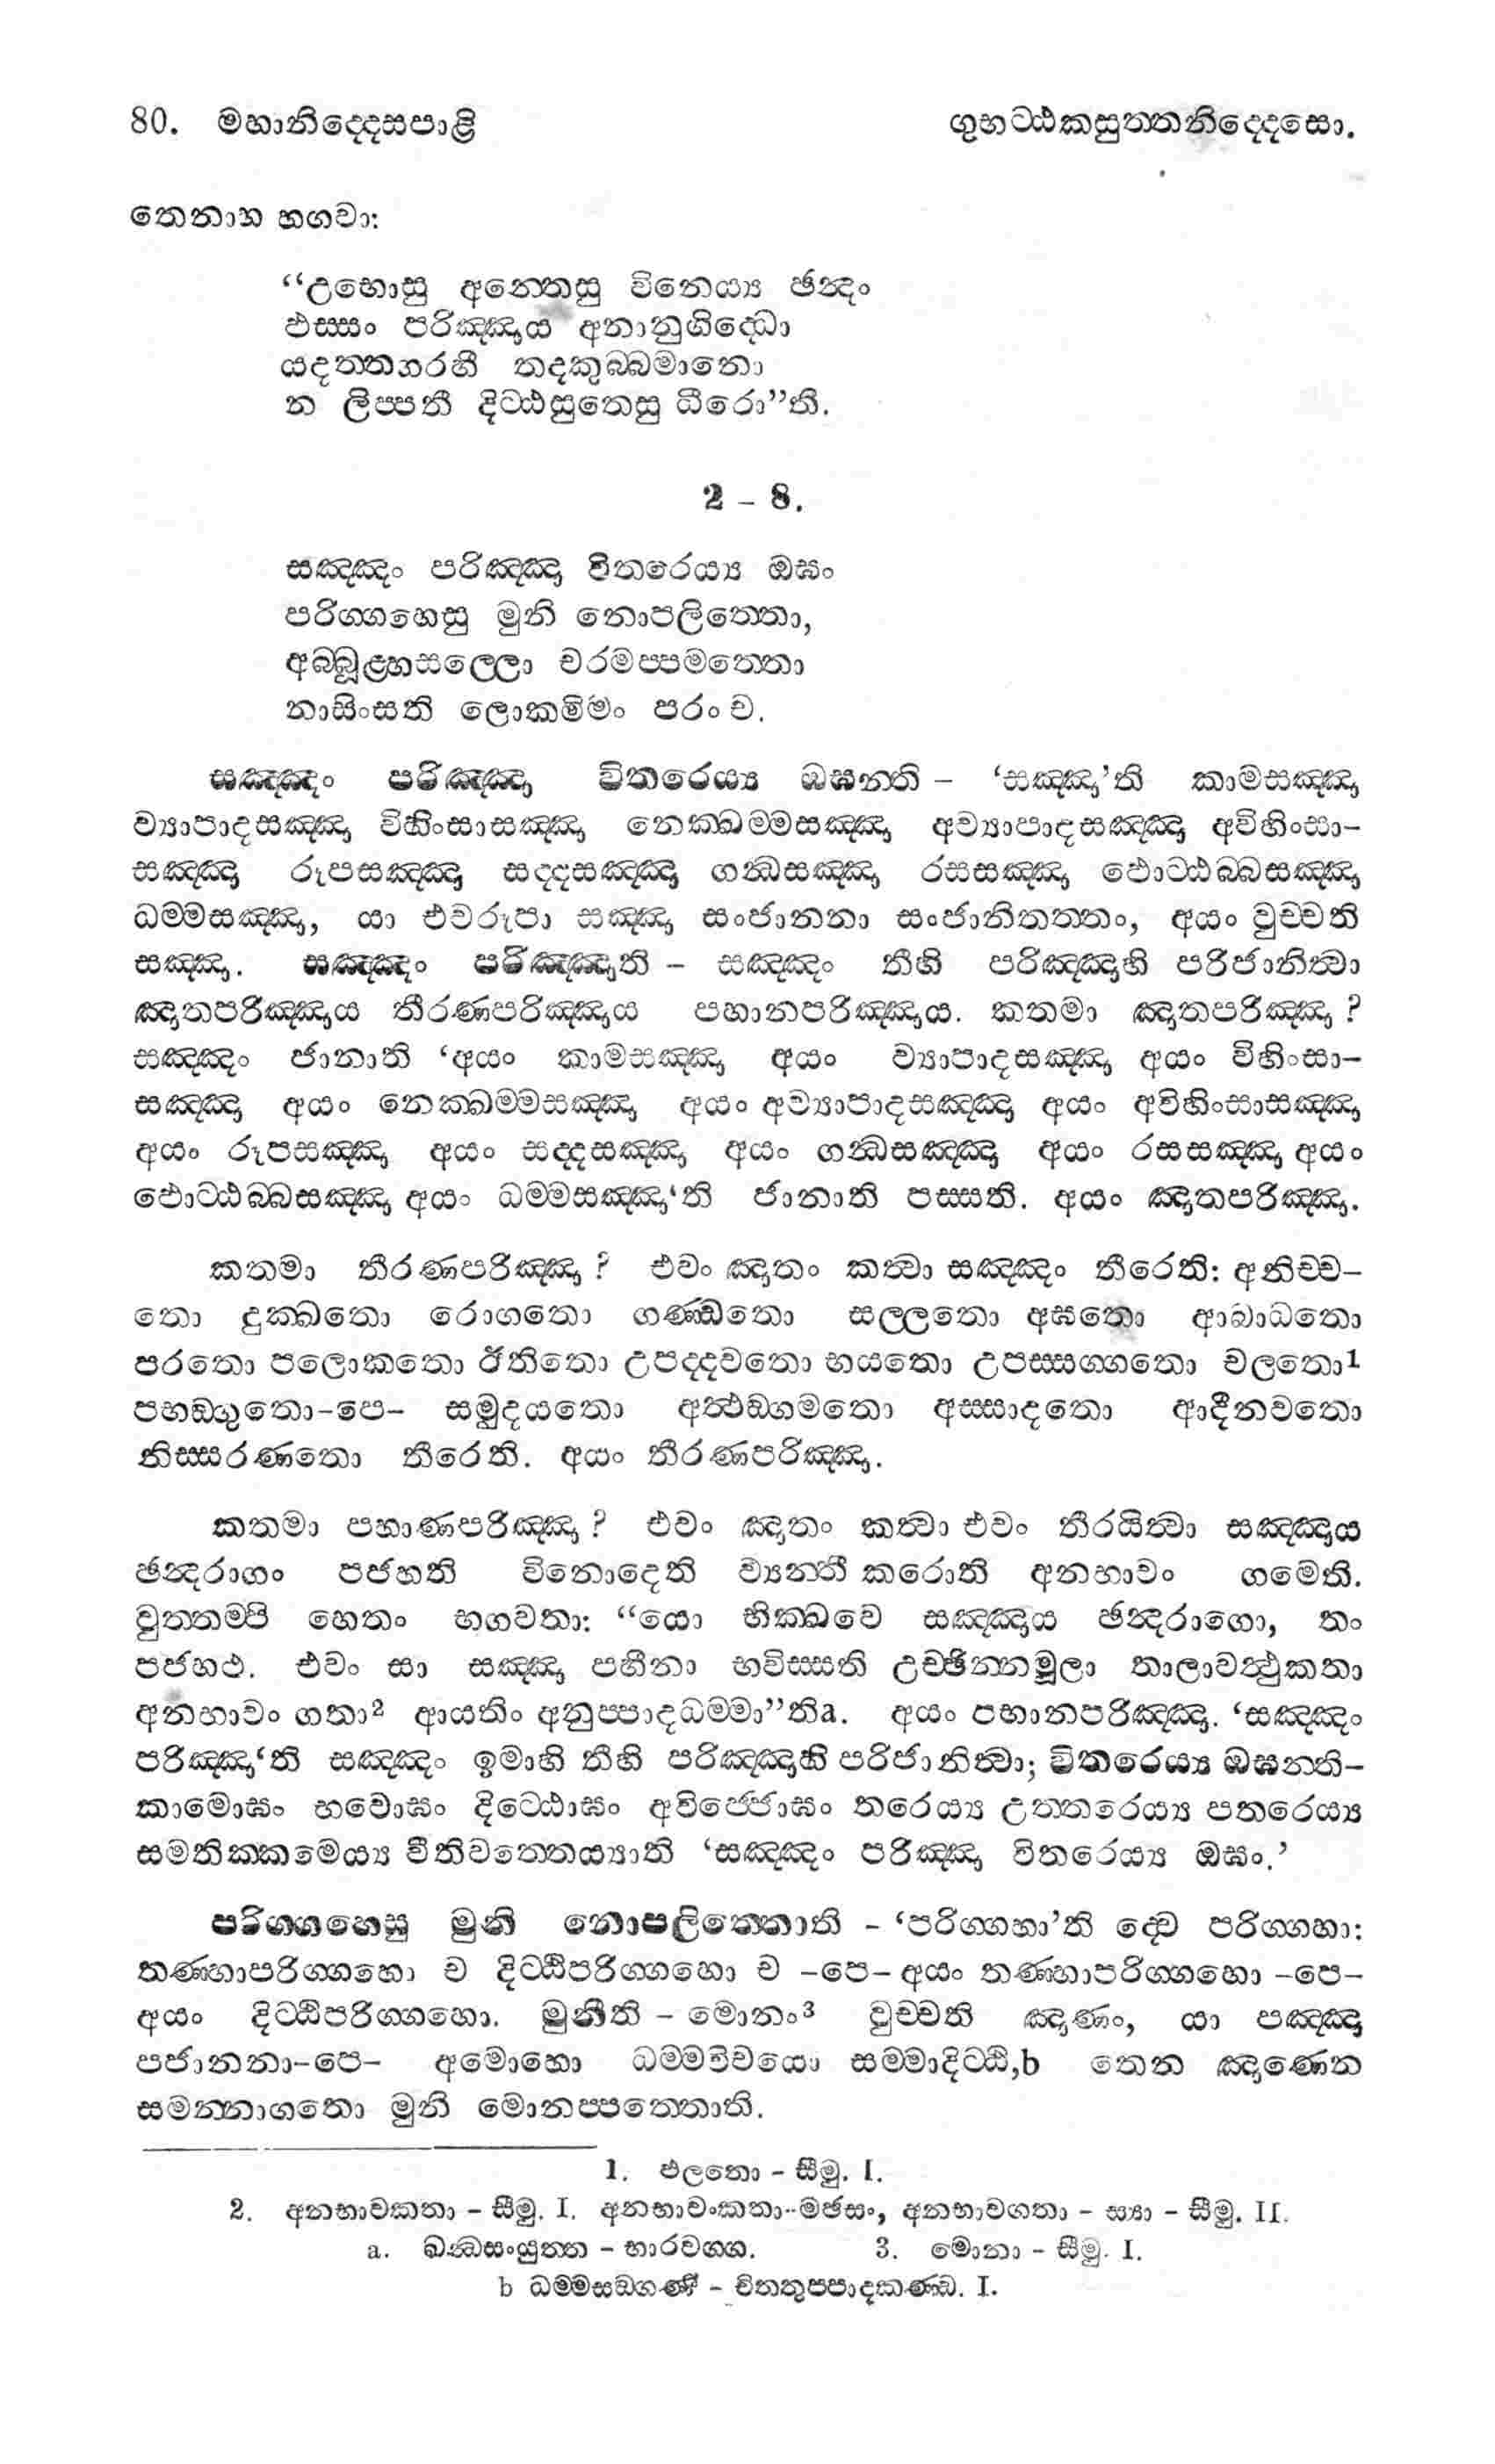 80. මහානිද්දෙසපාළි ගුහට්ඨකසුත්තනිද්දෙසො.
තෙනාහ භගවා:
“උභොසු අන්තෙසු විනෙය්‍ය ඡන්දං
ඵස්සං පරිඤ්ඤාය අනානුගිද්ධො
යදත්තගරහී තදකුබ්බමානො
න ලිප්පතී දිට්ඨසුතෙසු ධීරො”ති.
2 – 8.
සඤ්ඤං පරිඤ්ඤා විතරෙය්‍ය ඔඝං
පරිග්ගහෙසු මුනි නොපලිත්තො,
අබ්බූළ්හසල්ලො චරමප්පමත්තො
නාසිංසති ලොකමිමං පරං ච.
සඤ්ඤං පරිඤ්ඤා විතරෙය්‍ය ඔඝන්ති – ‘සඤ්ඤා’ති කාමසඤ්ඤා
ව්‍යාපාදසඤ්ඤා විහිංසාසඤ්ඤා නෙක්ඛම්මසඤ්ඤා අව්‍යාපාදසඤ්ඤා අවිහිංසා-
සඤ්ඤා රූපසඤ්ඤා සද්දසඤ්ඤා ගන්ධසඤ්ඤා රසසඤ්ඤා ඵොට්ඨබ්බසඤ්ඤා
ධම්මසඤ්ඤා, යා එවරූපා සඤ්ඤා සංජානනා සංජානිතත්තං, අයං වුච්චති
සඤ්ඤා. සඤ්ඤං පරිඤ්ඤාති – සඤ්ඤං තීහි පරිඤ්ඤාහි පරිජානිත්‍වා
ඤාතපරිඤ්ඤාය තීරණපරිඤ්ඤාය පහානපරිඤ්ඤාය. කතමා ඤාතපරිඤ්ඤා ?
සඤ්ඤං ජානාති ‘අයං කාමසඤ්ඤා අයං ව්‍යාපාදසඤ්ඤා අයං විහිංසා-
සඤ්ඤා අයං නෙක්ඛම්මසඤ්ඤා අයං අව්‍යාපාදසඤ්ඤා අයං අවිහිංසාසඤ්ඤා
අයං රූපසඤ්ඤා අයං සද්දසඤ්ඤා අයං ගන්ධසඤ්ඤා අයං රසසඤ්ඤා අයං
ඵොට්ඨබ්බසඤ්ඤා අයං ධම්මසඤ්ඤා‘ති ජානාති පස්සති. අයං ඤාතපරිඤ්ඤා.
කතමා තීරණපරිඤ්ඤා ? එවං ඤාතං කත්‍වා සඤ්ඤං තීරෙති: අනිච්ච-
තො දුක්ඛතො රොගතො ගණ්ඩතො සල්ලතො අඝතො ආබාධතො
පරතො පලොකතො ඊතිතො උපද්දවතො භයතො උපස්සග්ගතො චලතො1
පභඞ්ගුතො-පෙ- සමුදයතො අත්ථඞ්ගමතො අස්සාදතො ආදීනවතො
නිස්සරණතො තීරෙති. අයං තීරණපරිඤ්ඤා.
කතමා පහාණපරිඤ්ඤා ? එවං ඤාතං කත්‍වා එවං තීරයිත්‍වා සඤ්ඤාය
ඡන්දරාගං පජහති විනොදෙති ව්‍යන්තී කරොති අනභාවං ගමෙති.
වුත්තම්පි හෙතං භගවතා: “යො භික්ඛවෙ සඤ්ඤාය ඡන්දරාගො, තං
පජහථ. එවං සා සඤ්ඤා පහීනා භවිස්සති උච්ඡින්නමූලා තාලාවත්ථුකතා
අනභාවං ගතා2 ආයතිං අනුප්පාදධම්මා”තිa. අයං පහානපරිඤ්ඤා. ‘සඤ්ඤං
පරිඤ්ඤා‘ති සඤ්ඤං ඉමාහි තීහි පරිඤ්ඤාහි පරිජානිත්‍වා; විතරෙය්‍ය ඔඝන්ති-
කාමොඝං භවොඝං දිට්ඨොඝං අවිජ්ජොඝං තරෙය්‍ය උත්තරෙය්‍ය පතරෙය්‍ය
සමතික්කමෙය්‍ය වීතිවත්තෙය්‍යාති ‘සඤ්ඤං පරිඤ්ඤා විතරෙය්‍ය ඔඝං.’
පරිග්ගහෙසු මුනි නොපලිත්තොති – ‘පරිග්ගහා’ති ද්වෙ පරිග්ගහා:
තණ්හාපරිග්ගහො ච දිට්ඨිපරිග්ගහො ච -පෙ- අයං තණ්හාපරිග්ගහො -පෙ-
අයං දිට්ඨිපරිග්ගහො. මුනීති – මොනං3 වුච්චති ඤාණං, යා පඤ්ඤා
පජානනා-පෙ- අමොහො ධම්මවිචයො සම්මාදිට්ඨි,b තෙන ඤාණෙන
සමන්නාගතො මුනි මොනප්පත්තොති.
1. ඵලතො – සීමු. I.
2. අනභාවකතා – සීමු. I. අනභාවංකතා--මඡසං, අනභාවගතා – ස්‍යා – සීමු. II.
a. ඛන්ධසංයුත්ත – භාරවග්ග. 3. මොනා – සීමු. I.
b ධම්මසඞ්ගණී – චිතතුප්පාදකණ්ඩ. I.